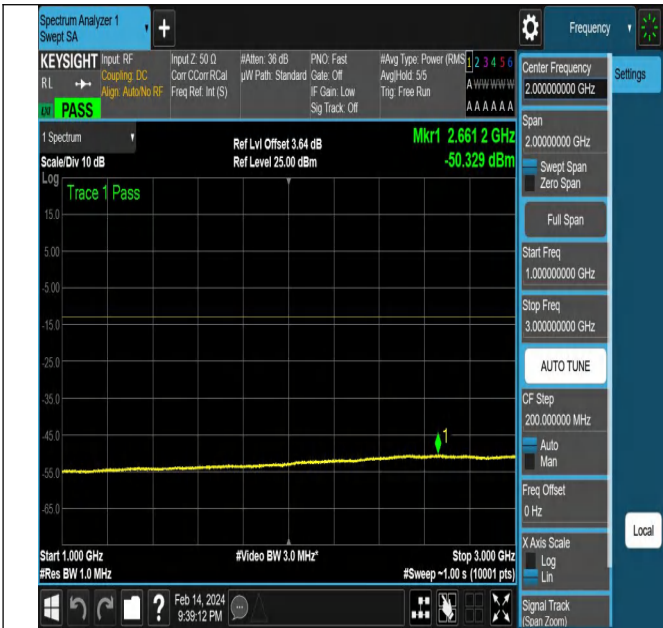 Spectrum Analyzer 1
Swept SA
+
Frequency
KEYSIGHT
RL
PASS
Input: RF
Coupling: DC
Align: Auto/No RF
Input Z: 50 Ω
Corr CCorr RCal
Freq Ref: Int (S)
#Atten: 36 dB
µW Path: Standard
PNO: Fast
Gate: Off
IF Gain: Low
Sig Track: Off
#Avg Type: Power (RMS
Avg|Hold: 5/5
Trig: Free Run
1 2 3 4 5 6
A W W W W W
A A A A A A
Center Frequency
2.000000000 GHz
Settings
1 Spectrum
Scale/Div 10 dB
Log
Ref Lvl Offset 3.64 dB
Ref Level 25.00 dBm
Mkr1 2.661 2 GHz
-50.329 dBm
Trace 1 Pass
15.0
5.00
-5.00
-15.0
-25.0
-35.0
-45.0
-55.0
-65.0
1
Start 1.000 GHz
#Res BW 1.0 MHz
#Video BW 3.0 MHz*
Stop 3.000 GHz
#Sweep ~1.00 s (10001 pts)
Span
2.00000000 GHz
Swept Span
Zero Span
Full Span
Start Freq
1.000000000 GHz
Stop Freq
3.000000000 GHz
AUTO TUNE
CF Step
200.000000 MHz
Auto
Man
Freq Offset
0 Hz
X Axis Scale
Log
Lin
Signal Track
(Span Zoom)
Local
?
Feb 14, 2024
9:39:12 PM